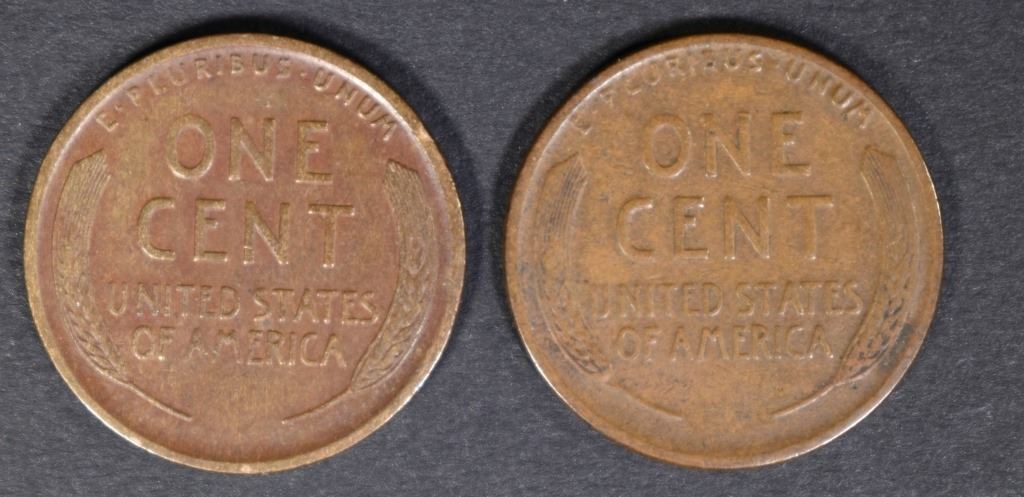 E·PLURIBUS·UNUM
ONE
CENT
UNITED STATES
OF AMERICA
E PLURIBUS·UNUM
ONE
CENT
UNITED STATES
OF AMERICA